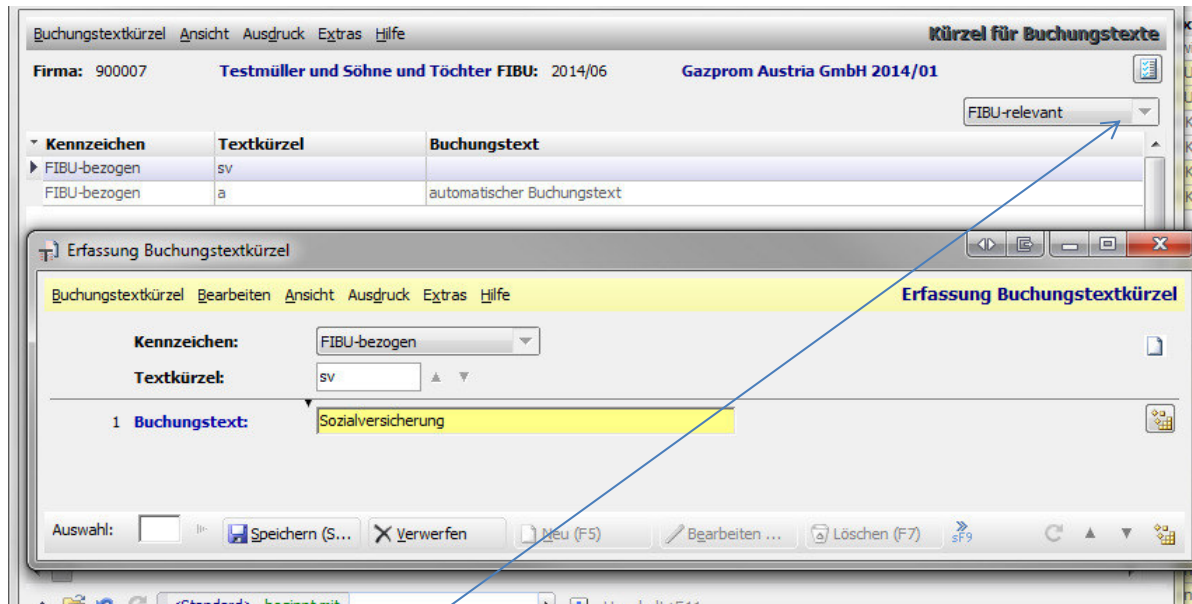 Buchungstextkürzel Ansicht Ausdruck Extras Hilfe Kürzel für Buchungstexte
Firma: 900007 Testmüller und Söhne und Töchter FIBU: 2014/06 Gazprom Austria GmbH 2014/01
FIBU-relevant
Kennzeichen Textkürzel Buchungstext
FIBU-bezogen sv
FIBU-bezogen a automatischer Buchungstext
Erfassung Buchungstextkürzel
Buchungstextkürzel Bearbeiten Ansicht Ausdruck Extras Hilfe Erfassung Buchungstextkürzel
Kennzeichen: FIBU-bezogen
Textkürzel: sv
1 Buchungstext: Sozialversicherung
Auswahl: Speichern (S... Verwerfen Neu (F5) Bearbeiten ... Löschen (F7) sF9
<Standard> beginnt mit